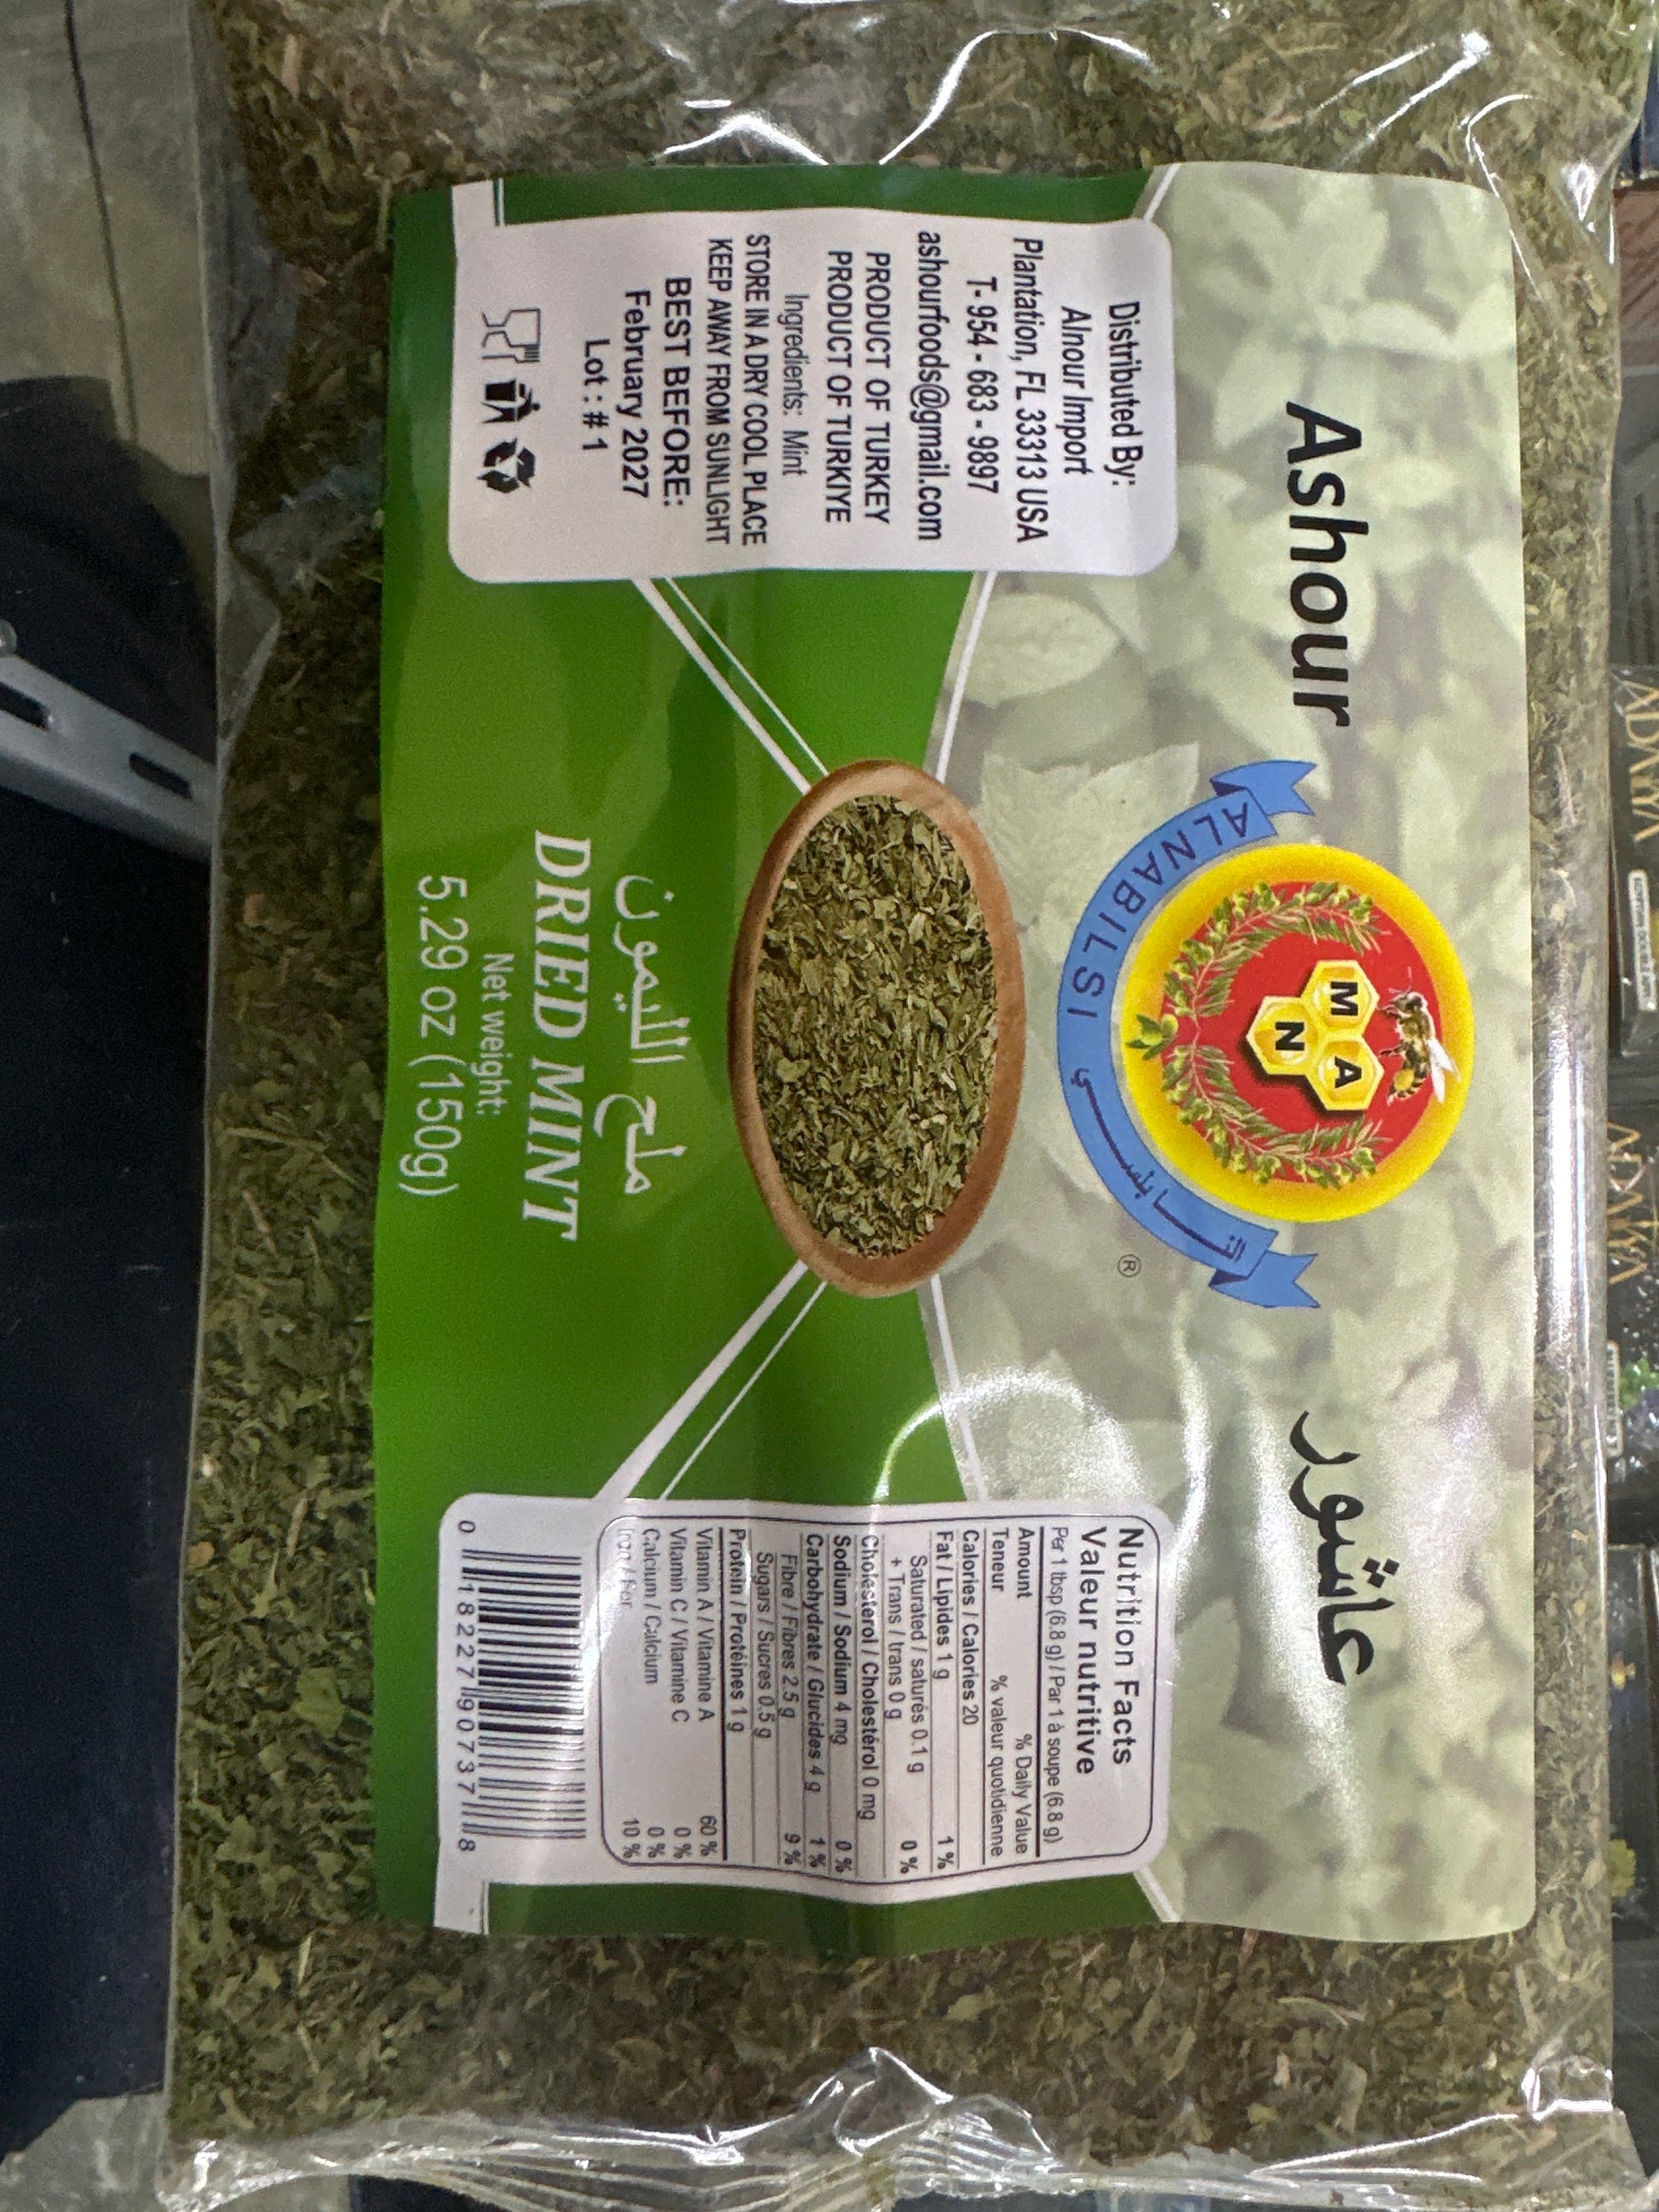 Ashour
M A
N
ALNABILSI النابلسي
®
عاشور
Distributed By:
Alnour Import
Plantation, FL 33313 USA
T- 954 - 683 - 9897
ashourfoods@gmail.com
PRODUCT OF TURKEY
PRODUCT OF TURKIYE
Ingredients: Mint
STORE IN A DRY COOL PLACE
KEEP AWAY FROM SUNLIGHT
BEST BEFORE:
February 2027
Lot : # 1
ملح الليمون
DRIED MINT
Net weight:
5.29 oz (150g)
Nutrition Facts
Valeur nutritive
Per 1 tbsp (6.8 g) / Par 1 à soupe (6.8 g)
Amount % Daily Value
Teneur % valeur quotidienne
Calories / Calories 20
Fat / Lipides 1 g 1 %
Saturated / saturés 0.1 g
+ Trans / trans 0 g 0 %
Cholesterol / Cholestérol 0 mg
Sodium / Sodium 4 mg 0 %
Carbohydrate / Glucides 4 g 1 %
Fibre / Fibres 2.5 g 9 %
Sugars / Sucres 0.5 g
Protein / Protéines 1 g
Vitamin A / Vitamine A 60 %
Vitamin C / Vitamine C 0 %
Calcium / Calcium 0 %
Iron / Fer 10 %
0 18227 90737 8
ADWYA
ADWYA